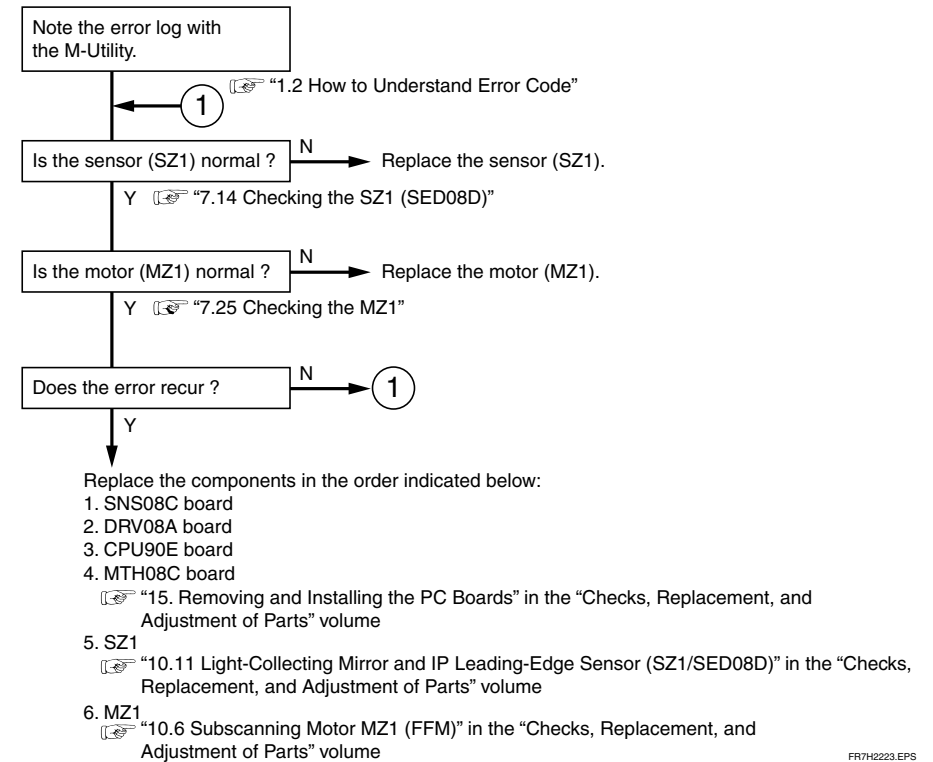 Note the error log with
the M-Utility.
“1.2 How to Understand Error Code”
1
Is the sensor (SZ1) normal ?
N
Replace the sensor (SZ1).
Y
“7.14 Checking the SZ1 (SED08D)”
Is the motor (MZ1) normal ?
N
Replace the motor (MZ1).
Y
“7.25 Checking the MZ1”
Does the error recur ?
N
1
Y
Replace the components in the order indicated below:
1. SNS08C board
2. DRV08A board
3. CPU90E board
4. MTH08C board
“15. Removing and Installing the PC Boards” in the “Checks, Replacement, and
Adjustment of Parts” volume
5. SZ1
“10.11 Light-Collecting Mirror and IP Leading-Edge Sensor (SZ1/SED08D)” in the “Checks,
Replacement, and Adjustment of Parts” volume
6. MZ1
“10.6 Subscanning Motor MZ1 (FFM)” in the “Checks, Replacement, and
Adjustment of Parts” volume
FR7H2223.EPS